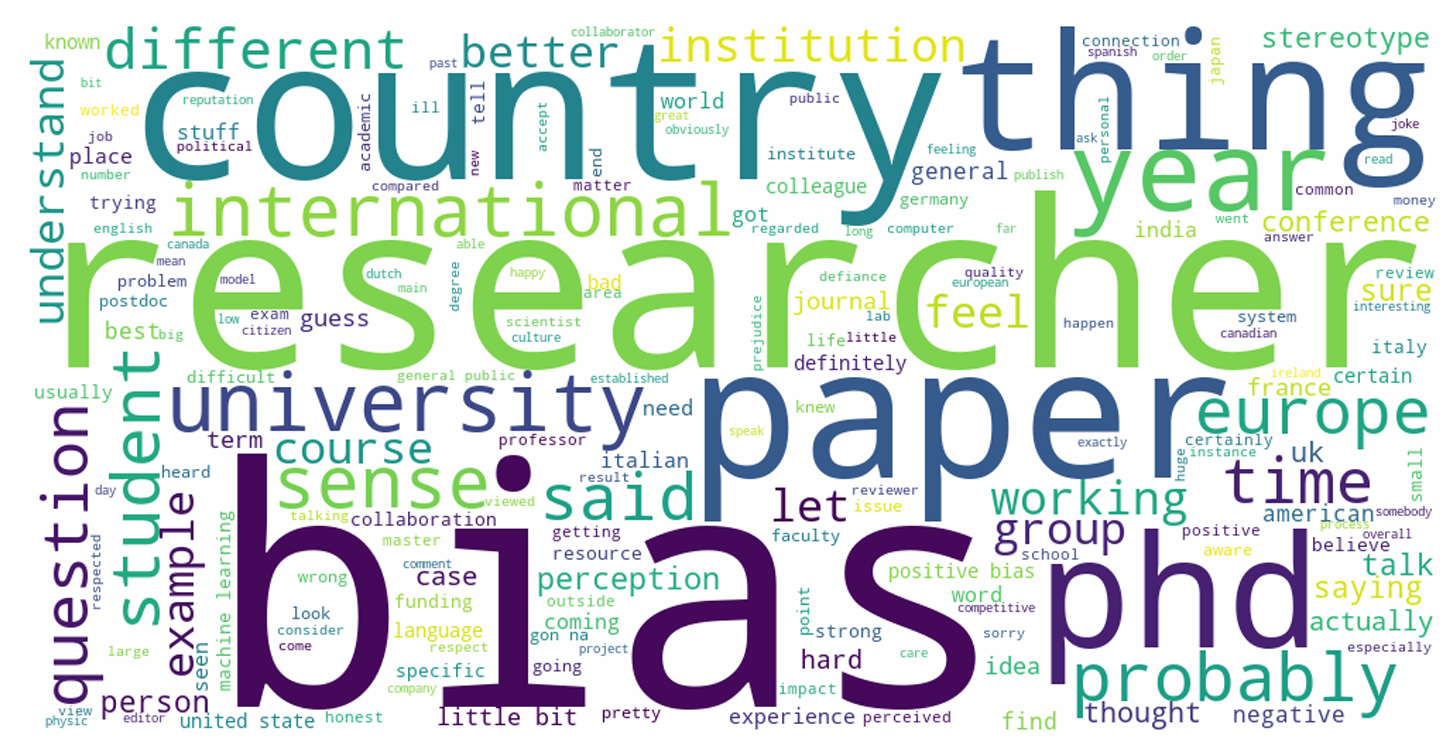 known
different
past
better
collaborator
institution
thing
connection
spanish
order
japan
stereotype
bit
worked
reputation
stuff
political
job
place
number
understand
country
academic
ill
tell
new
accept
end
world
great
obviously
public
institute
colleague
feeling
general
publish
ask
personal
joke
read
year
common
money
trying
english
international
compared
matter
got
regarded
long
germany
computer
far
india
went
conference
answer
canada
mean
problem
postdoc
best
big
researcher
model
low
exam
citizen
guess
dutch
main
able
degree
happy
scientist
culture
bad
area
prejudice
defiance
journal
lab
life
little
definitely
feel
quality
european
happen
system
canadian
review
sure
interesting
italy
usually
difficult
general public
established
university
need
knew
paper
speak
exactly
ireland
france
certain
europe
question
student
term
course
professor
italian
result
sense
viewed
said
let
reviewer
issue
faculty
working
group
school
huge
certainly
instance
uk
time
american
somebody
small
heard
day
example
respected
machine learning
talking
collaboration
master
getting
resource
bias
wrong
look
consider
come
comment
case
funding
language
respect
specific
company
perception
outside
coming
gon na
going
project
point
strong
hard
impact
care
positive bias
word
competitive
sorry
idea
phd
positive
aware
process
overall
believe
talk
saying
actually
especially
probably
large
seen
person
view
physic
editor
united state
honest
little bit
pretty
experience
perceived
find
thought
negative